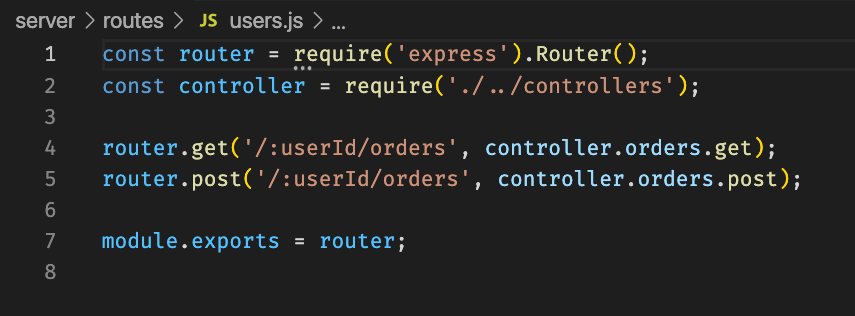 server > routes > JS users.js > ...
1 const router = require('express').Router();
2 const controller = require('./../controllers');
3
4 router.get('/:userId/orders', controller.orders.get);
5 router.post('/:userId/orders', controller.orders.post);
6
7 module.exports = router;
8